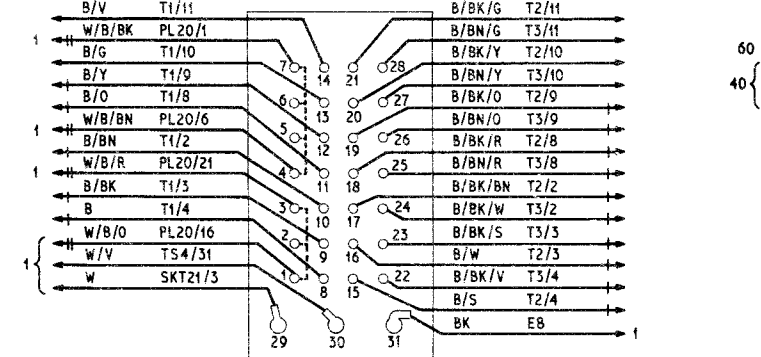 B/V T1/11 B/BK/G T2/11
1 W/B/BK PL20/1 B/BN/G T3/11
B/G T1/10 7 14 21 28 B/BK/Y T2/10 60
B/Y T1/9 B/BN/Y T3/10 40
B/O T1/8 6 13 20 27 B/BK/O T2/9
1 W/B/BN PL20/6 B/BN/O T3/9
B/BN T1/2 5 12 19 26 B/BK/R T2/8
1 W/B/R PL20/21 4 11 18 25 B/BN/R T3/8
B/BK T1/3 B/BK/BN T2/2
B T1/4 3 10 17 24 B/BK/W T3/2
W/B/O PL20/16 2 9 16 23 B/BK/S T3/3
1 W/V TS4/31 B/W T2/3
W SKT21/3 1 8 15 22 B/BK/V T3/4
B/S T2/4
29 30 31 BK E8 1